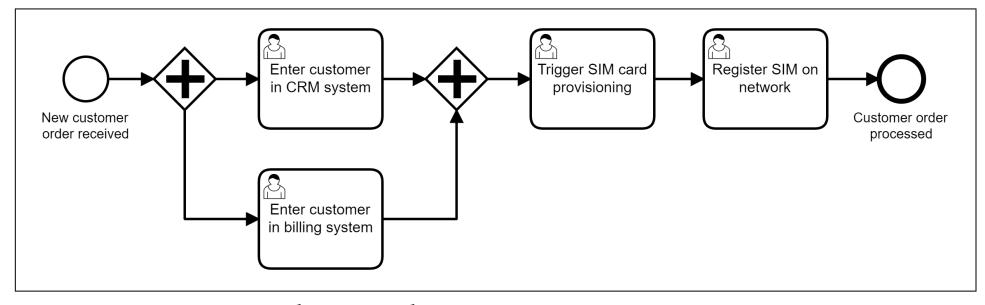 New customer
order received
Enter customer
in CRM system
Enter customer
in billing system
Trigger SIM card
provisioning
Register SIM on
network
Customer order
processed